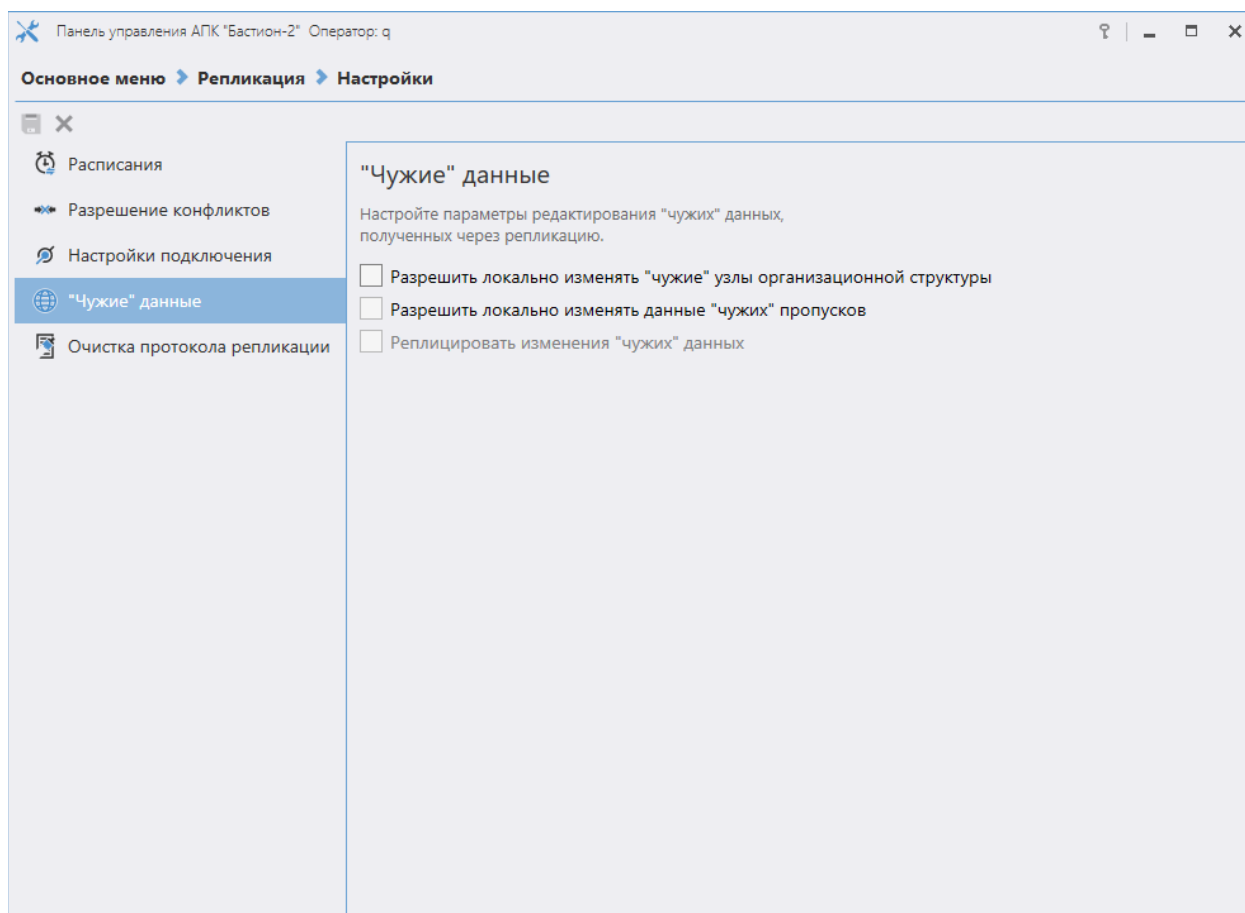 Панель управления АПК "Бастион-2" Оператор: q
Основное меню Репликация Настройки
Расписания
Разрешение конфликтов
Настройки подключения
"Чужие" данные
Очистка протокола репликации
"Чужие" данные
Настройте параметры редактирования "чужих" данных,
полученных через репликацию.
Разрешить локально изменять "чужие" узлы организационной структуры
Разрешить локально изменять данные "чужих" пропусков
Реплицировать изменения "чужих" данных